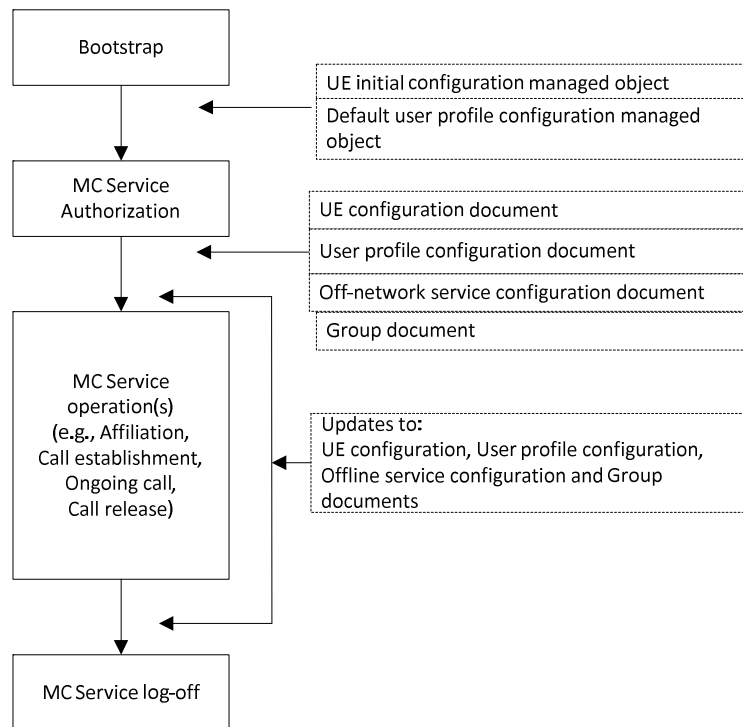 Bootstrap
UE initial configuration managed object
Default user profile configuration managed
object
MC Service
Authorization
UE configuration document
User profile configuration document
Off-network service configuration document
Group document
MC Service
operation(s)
(e.g., Affiliation,
Call establishment,
Ongoing call,
Call release)
Updates to:
UE configuration, User profile configuration,
Offline service configuration and Group
documents
MC Service log-off